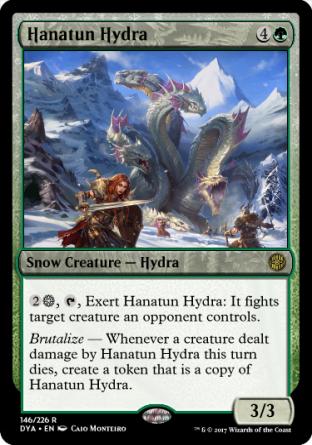 Hanatun Hydra 4
Snow Creature — Hydra
2, Exert Hanatun Hydra: It fights
target creature an opponent controls.
Brutalize — Whenever a creature dealt
damage by Hanatun Hydra this turn
dies, create a token that is a copy of
Hanatun Hydra.
3/3
146/226 R
DYA • EN Caio Monteiro
™ & © 2017 Wizards of the Coast